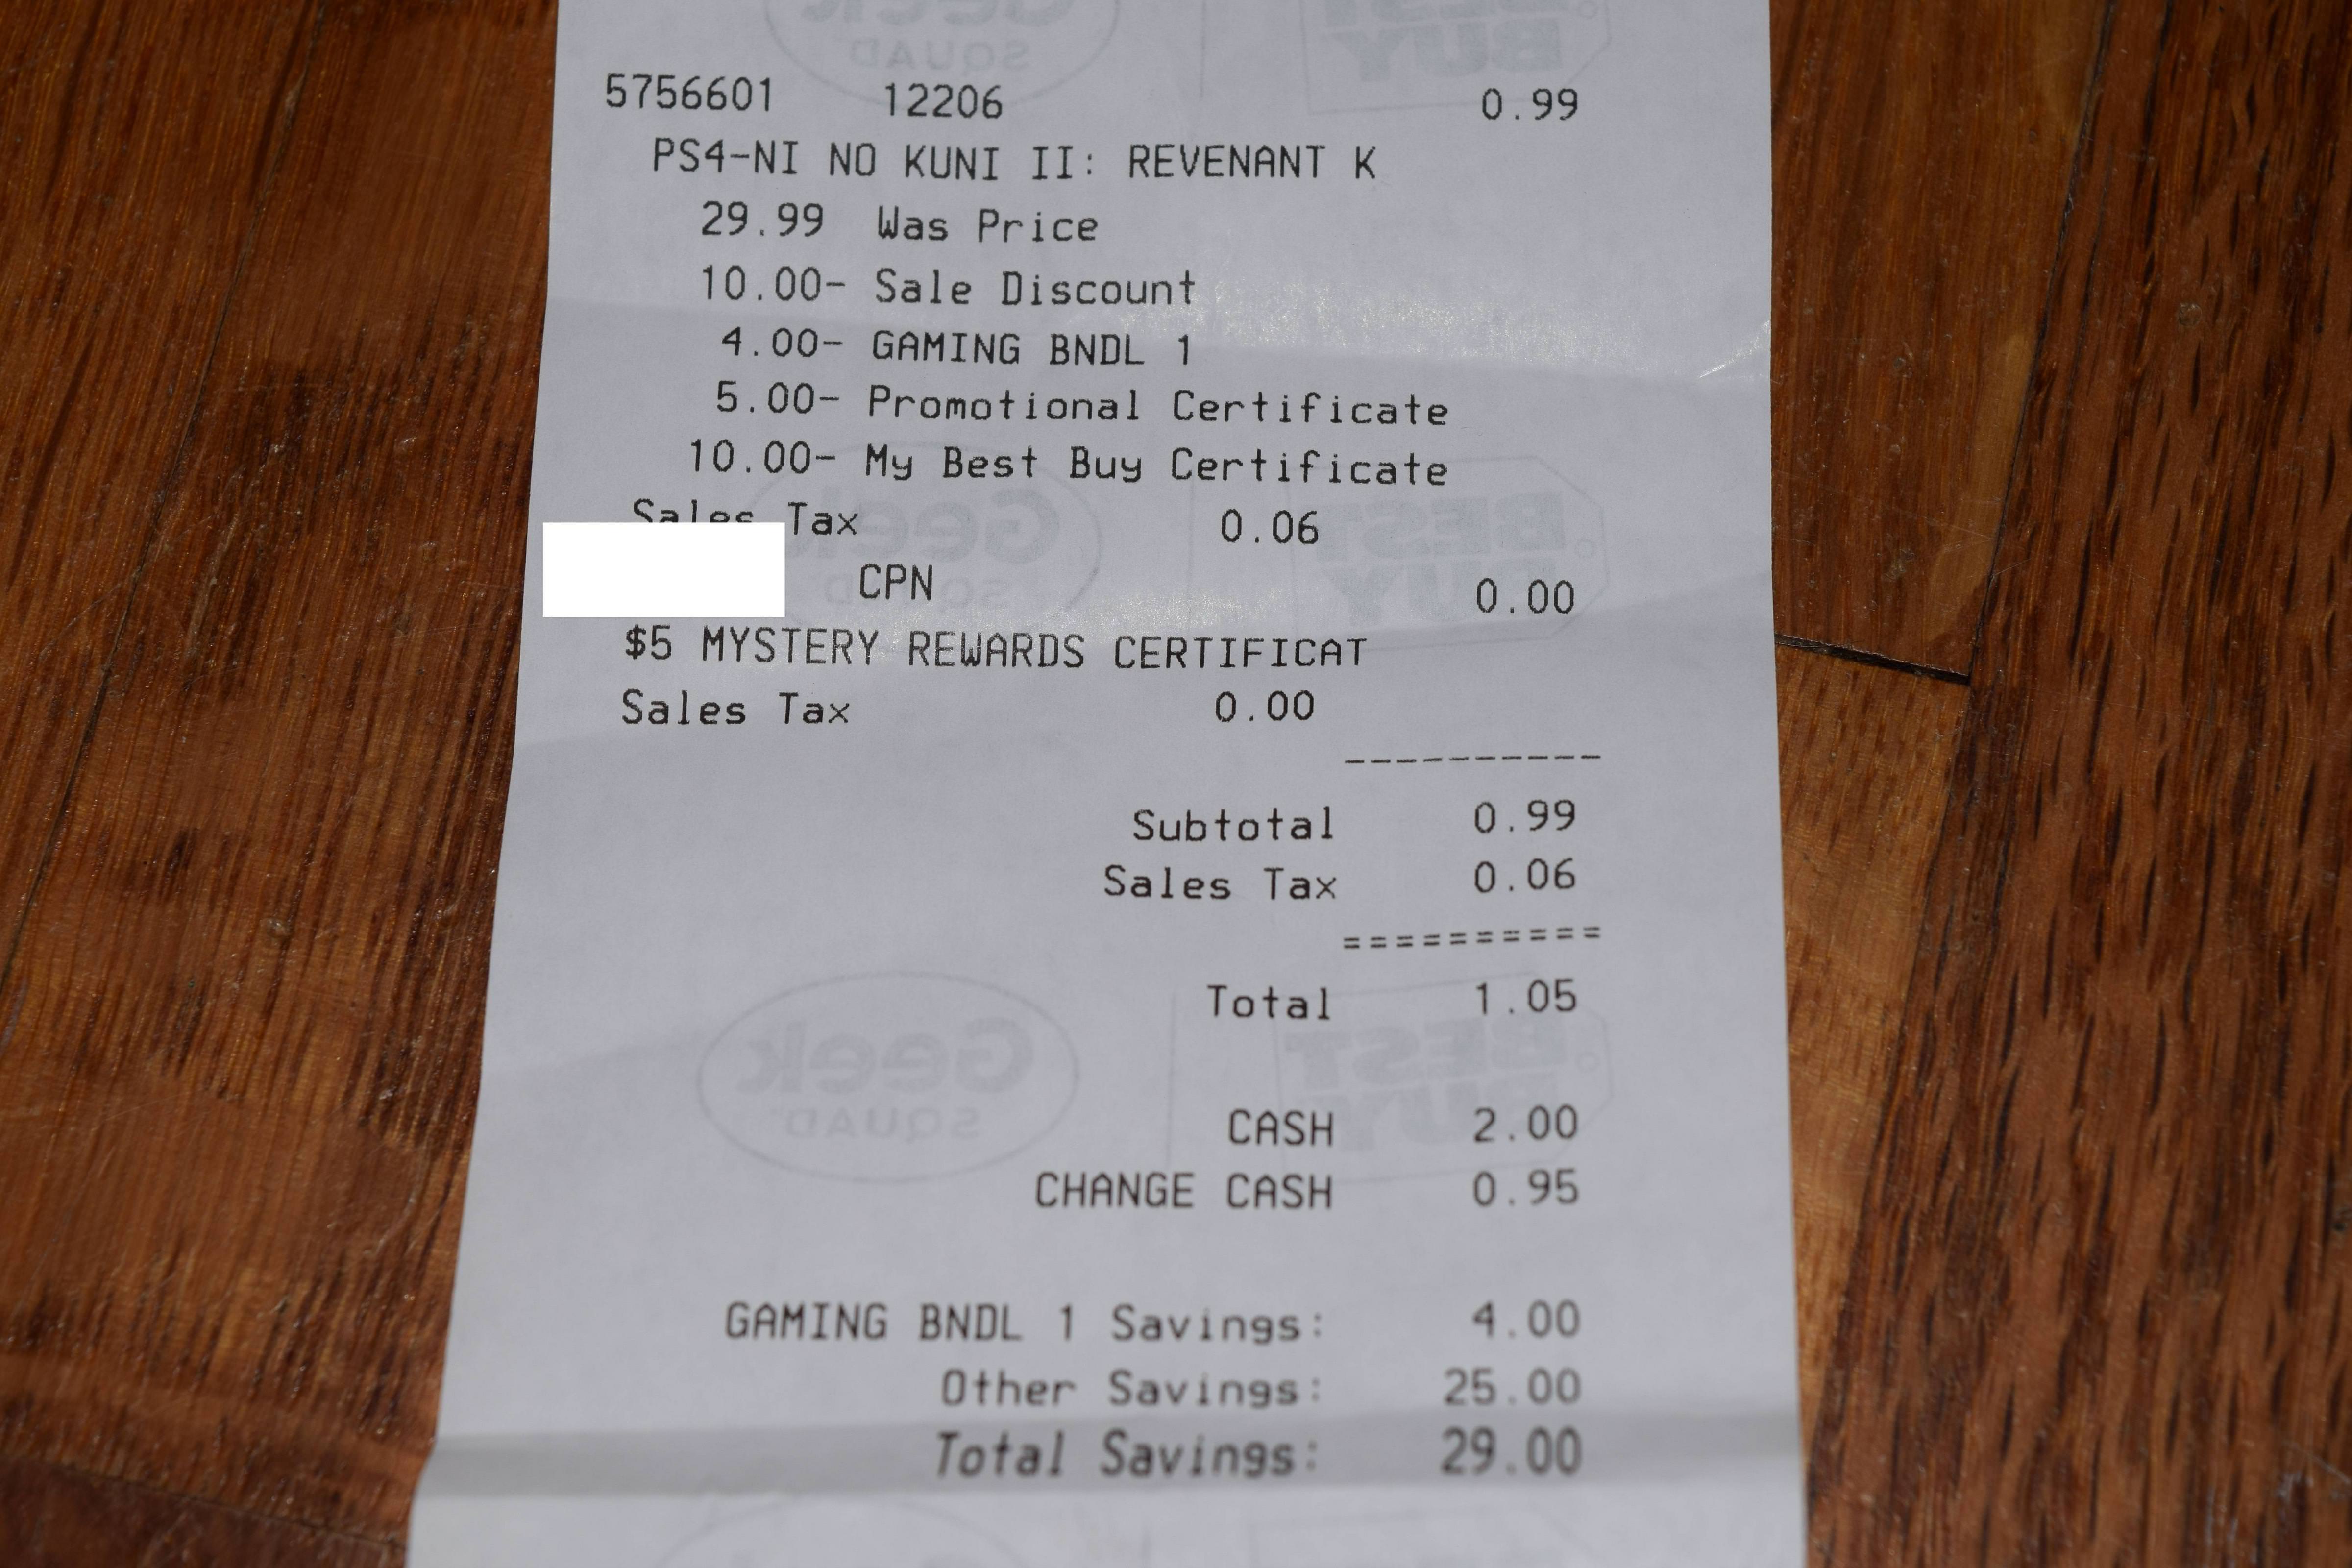 5756601 12206 0.99
PS4-NI NO KUNI II: REVENANT K
29.99 Was Price
10.00- Sale Discount
4.00- GAMING BNDL 1
5.00- Promotional Certificate
10.00- My Best Buy Certificate
Sales Tax 0.06
CPN 0.00
$5 MYSTERY REWARDS CERTIFICAT
Sales Tax 0.00
----------
Subtotal 0.99
Sales Tax 0.06
==========
Total 1.05
Geek SQUAD BEST BUY
CASH 2.00
CHANGE CASH 0.95
GAMING BNDL 1 Savings: 4.00
Other Savings: 25.00
Total Savings: 29.00